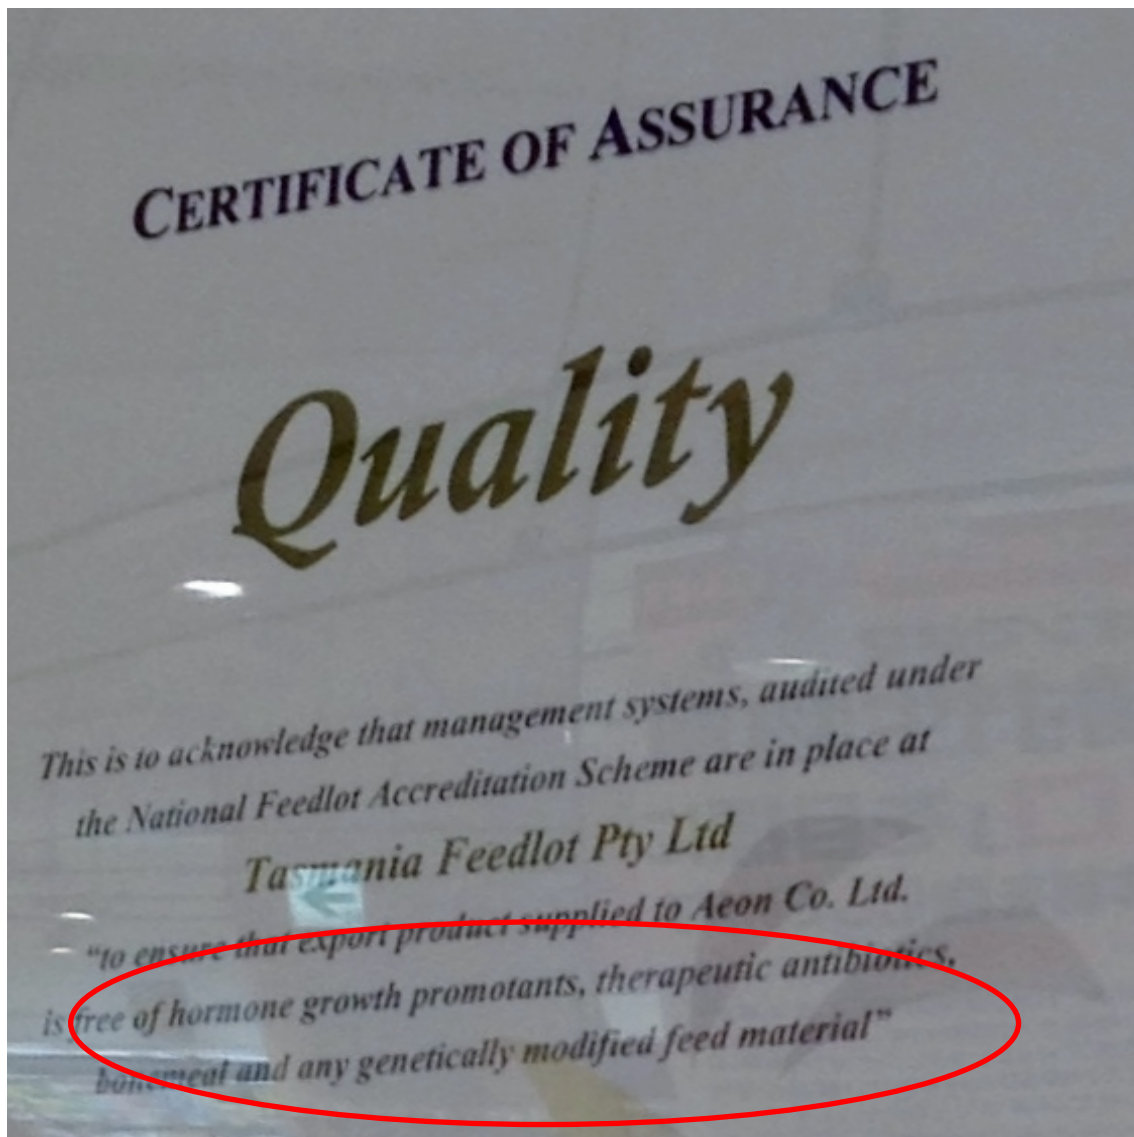 CERTIFICATE OF ASSURANCE
Quality
This is to acknowledge that management systems, audited under
the National Feedlot Accreditation Scheme are in place at
Tasmania Feedlot Pty Ltd
“to ensure that export product supplied to Aeon Co. Ltd.
is free of hormone growth promotants, therapeutic antibiotics,
bonemeal and any genetically modified feed material”